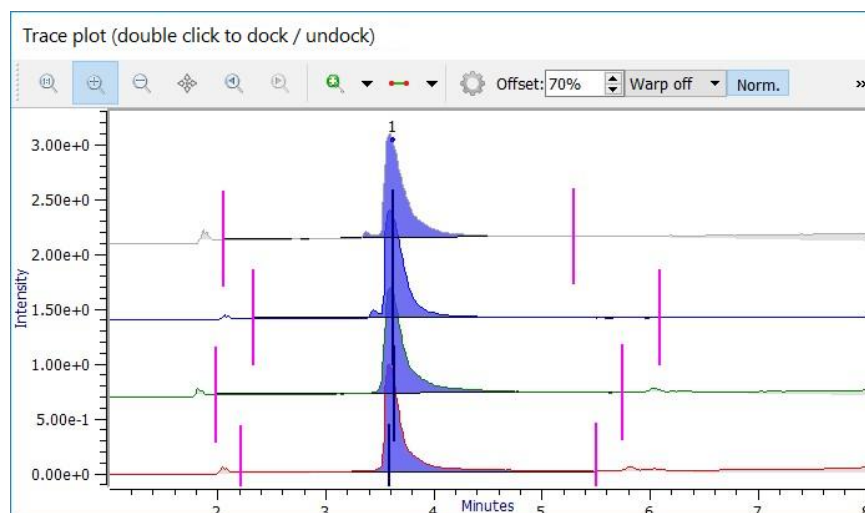 Trace plot (double click to dock / undock)
Offset: 70% Warp off Norm. »
1
3.00e+0
2.50e+0
2.00e+0
1.50e+0
1.00e+0
5.00e-1
0.00e+0
Intensity
2 3 4 5 6 7
Minutes